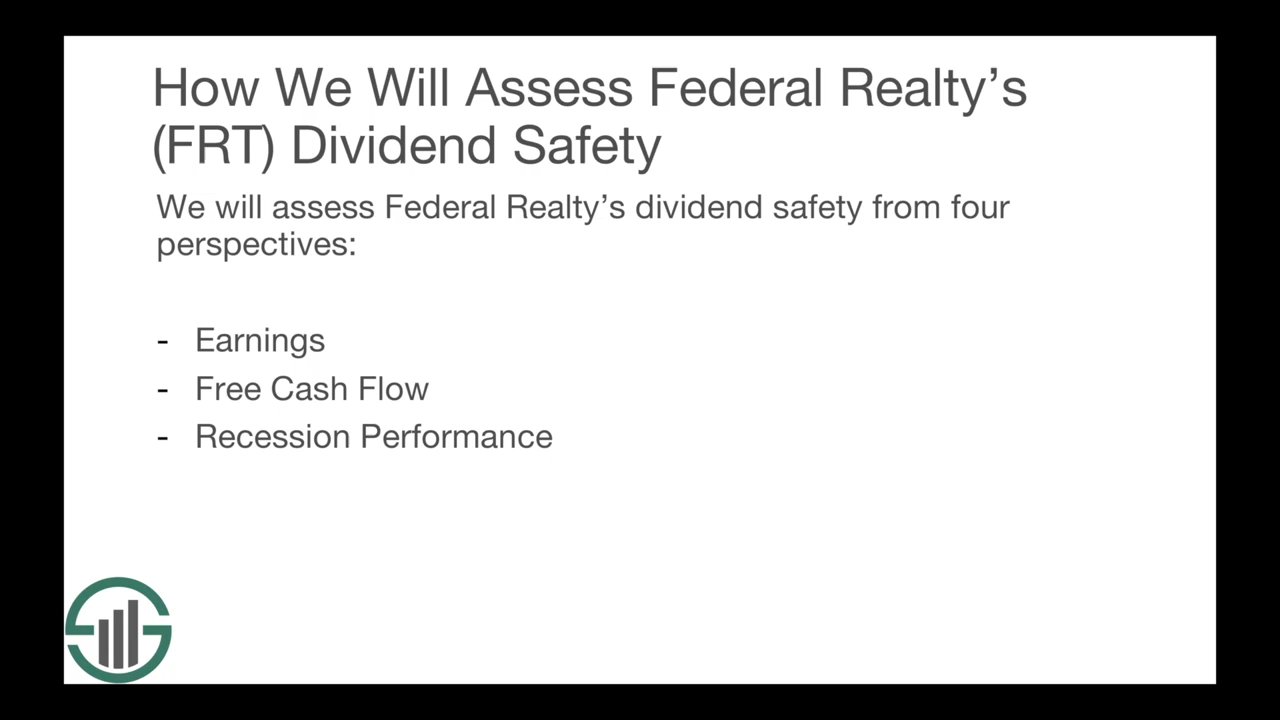 How We Will Assess Federal Realty’s
(FRT) Dividend Safety
We will assess Federal Realty’s dividend safety from four
perspectives:
- Earnings
- Free Cash Flow
- Recession Performance